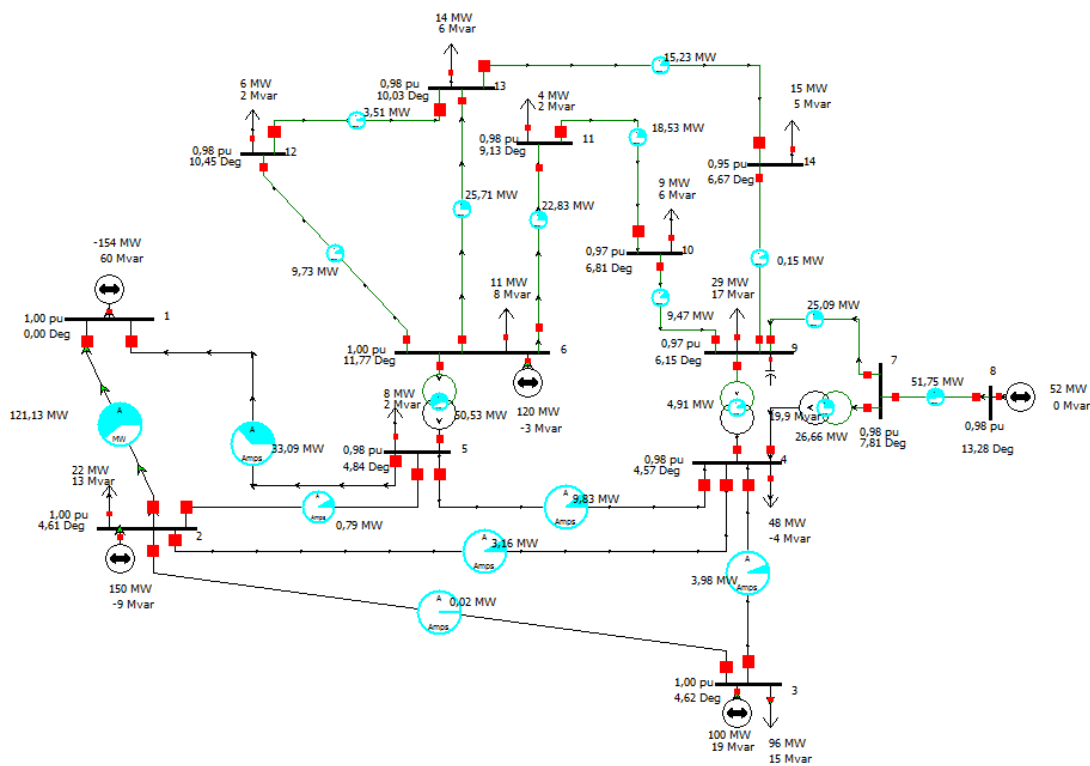 14 MW
6 Mvar
15,23 MW
0,98 pu
10,03 Deg
13
6 MW
2 Mvar
3,51 MW
0,98 pu
10,45 Deg
12
4 MW
2 Mvar
0,98 pu
9,13 Deg
11
18,53 MW
15 MW
5 Mvar
0,95 pu
6,67 Deg
14
25,71 MW
22,83 MW
9 MW
6 Mvar
0,97 pu
6,81 Deg
10
9,73 MW
0,15 MW
-154 MW
60 Mvar
1,00 pu
0,00 Deg
1
11 MW
8 Mvar
1,00 pu
11,77 Deg
6
9,47 MW
29 MW
17 Mvar
0,97 pu
6,15 Deg
9
25,09 MW
7
51,75 MW
8
52 MW
0 Mvar
0,98 pu
13,28 Deg
0,98 pu
7,81 Deg
19,9 Mvar
26,66 MW
4,91 MW
120 MW
-3 Mvar
50,53 MW
8 MW
2 Mvar
0,98 pu
4,84 Deg
5
121,13 MW
A
MW
A
Amps
33,09 MW
0,98 pu
4,57 Deg
4
22 MW
13 Mvar
1,00 pu
4,61 Deg
2
A
Amps
0,79 MW
A
Amps
9,83 MW
48 MW
-4 Mvar
A
Amps
3,16 MW
A
Amps
3,98 MW
150 MW
-9 Mvar
A
Amps
0,02 MW
1,00 pu
4,62 Deg
3
100 MW
19 Mvar
96 MW
15 Mvar